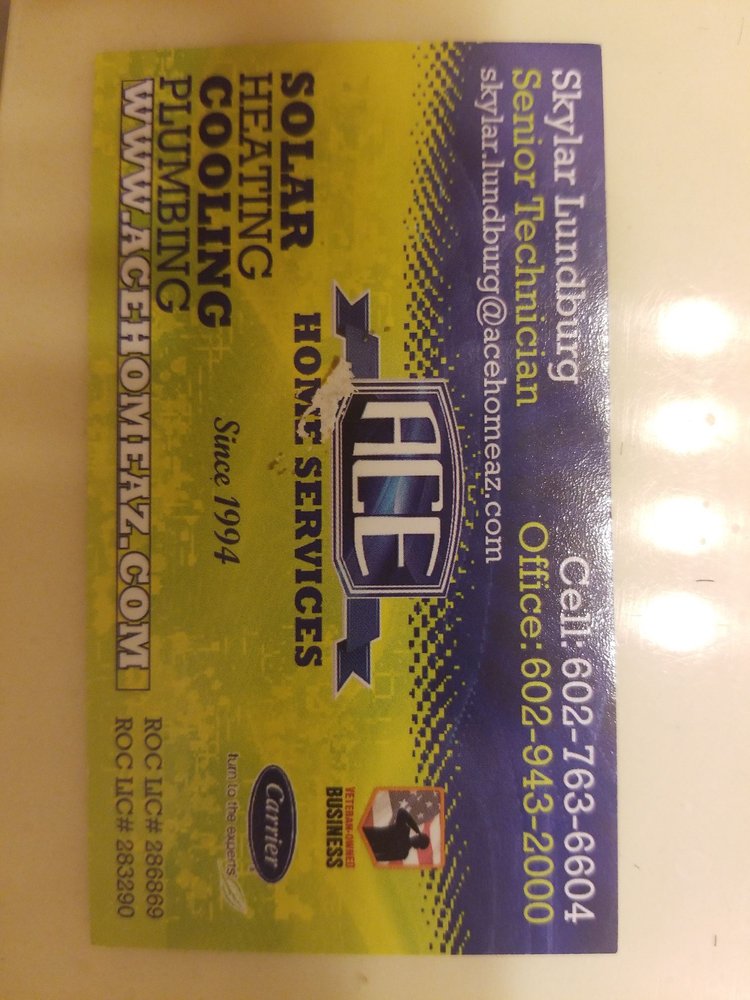 Skylar Lundburg
Senior Technician
skylar.lundburg@acehomeaz.com
Cell: 602-763-6604
Office: 602-943-2000
ACE
HOME SERVICES
Since 1994
SOLAR
HEATING
COOLING
PLUMBING
WWW.ACEHOMEAZ.COM
VETERAN-OWNED
BUSINESS
Carrier
turn to the experts
ROC LIC# 286869
ROC LIC# 283290